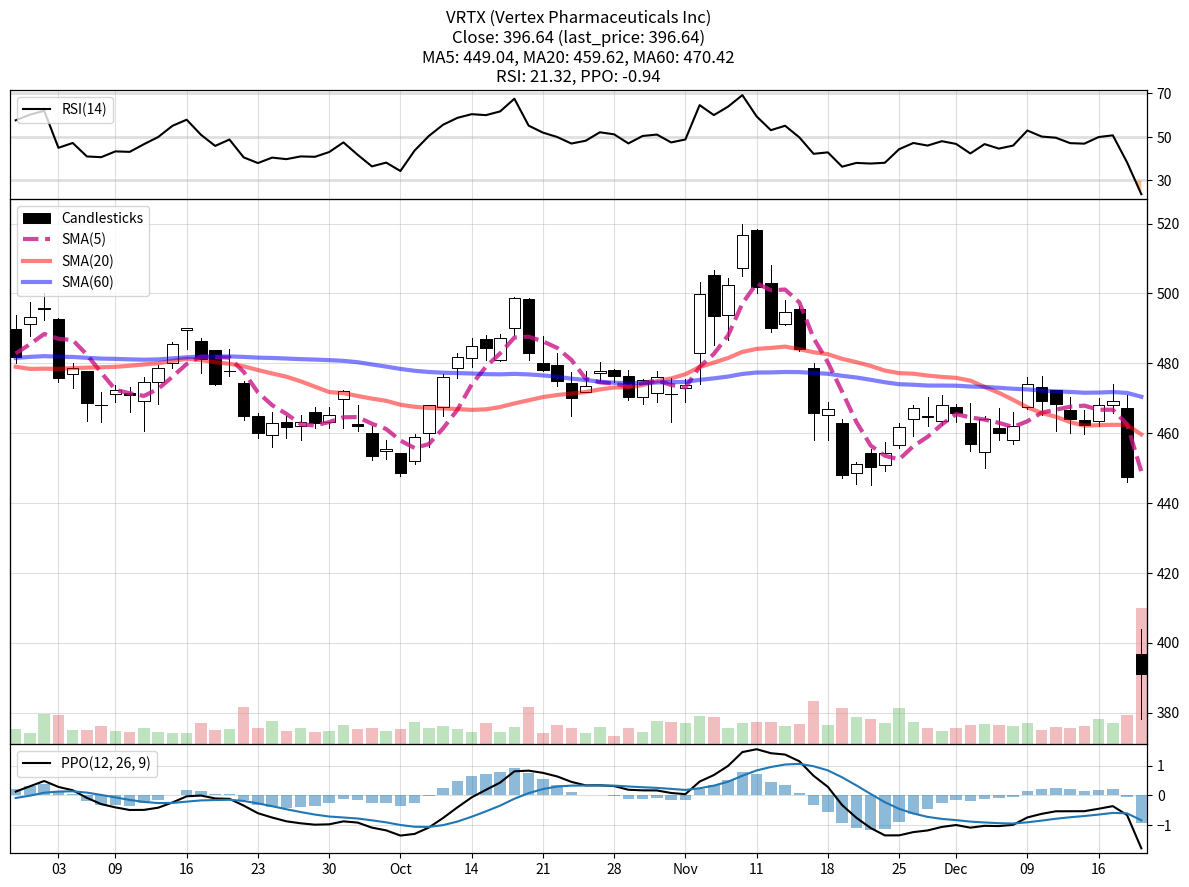 VRTX (Vertex Pharmaceuticals Inc)
Close: 396.64 (last_price: 396.64)
MA5: 449.04, MA20: 459.62, MA60: 470.42
RSI: 21.32, PPO: -0.94
RSI(14)
70
50
30
Candlesticks
SMA(5)
SMA(20)
SMA(60)
520
500
480
460
440
420
400
380
PPO(12, 26, 9)
1
0
−1
03 09 16 23 30 Oct 14 21 28 Nov 11 18 25 Dec 09 16